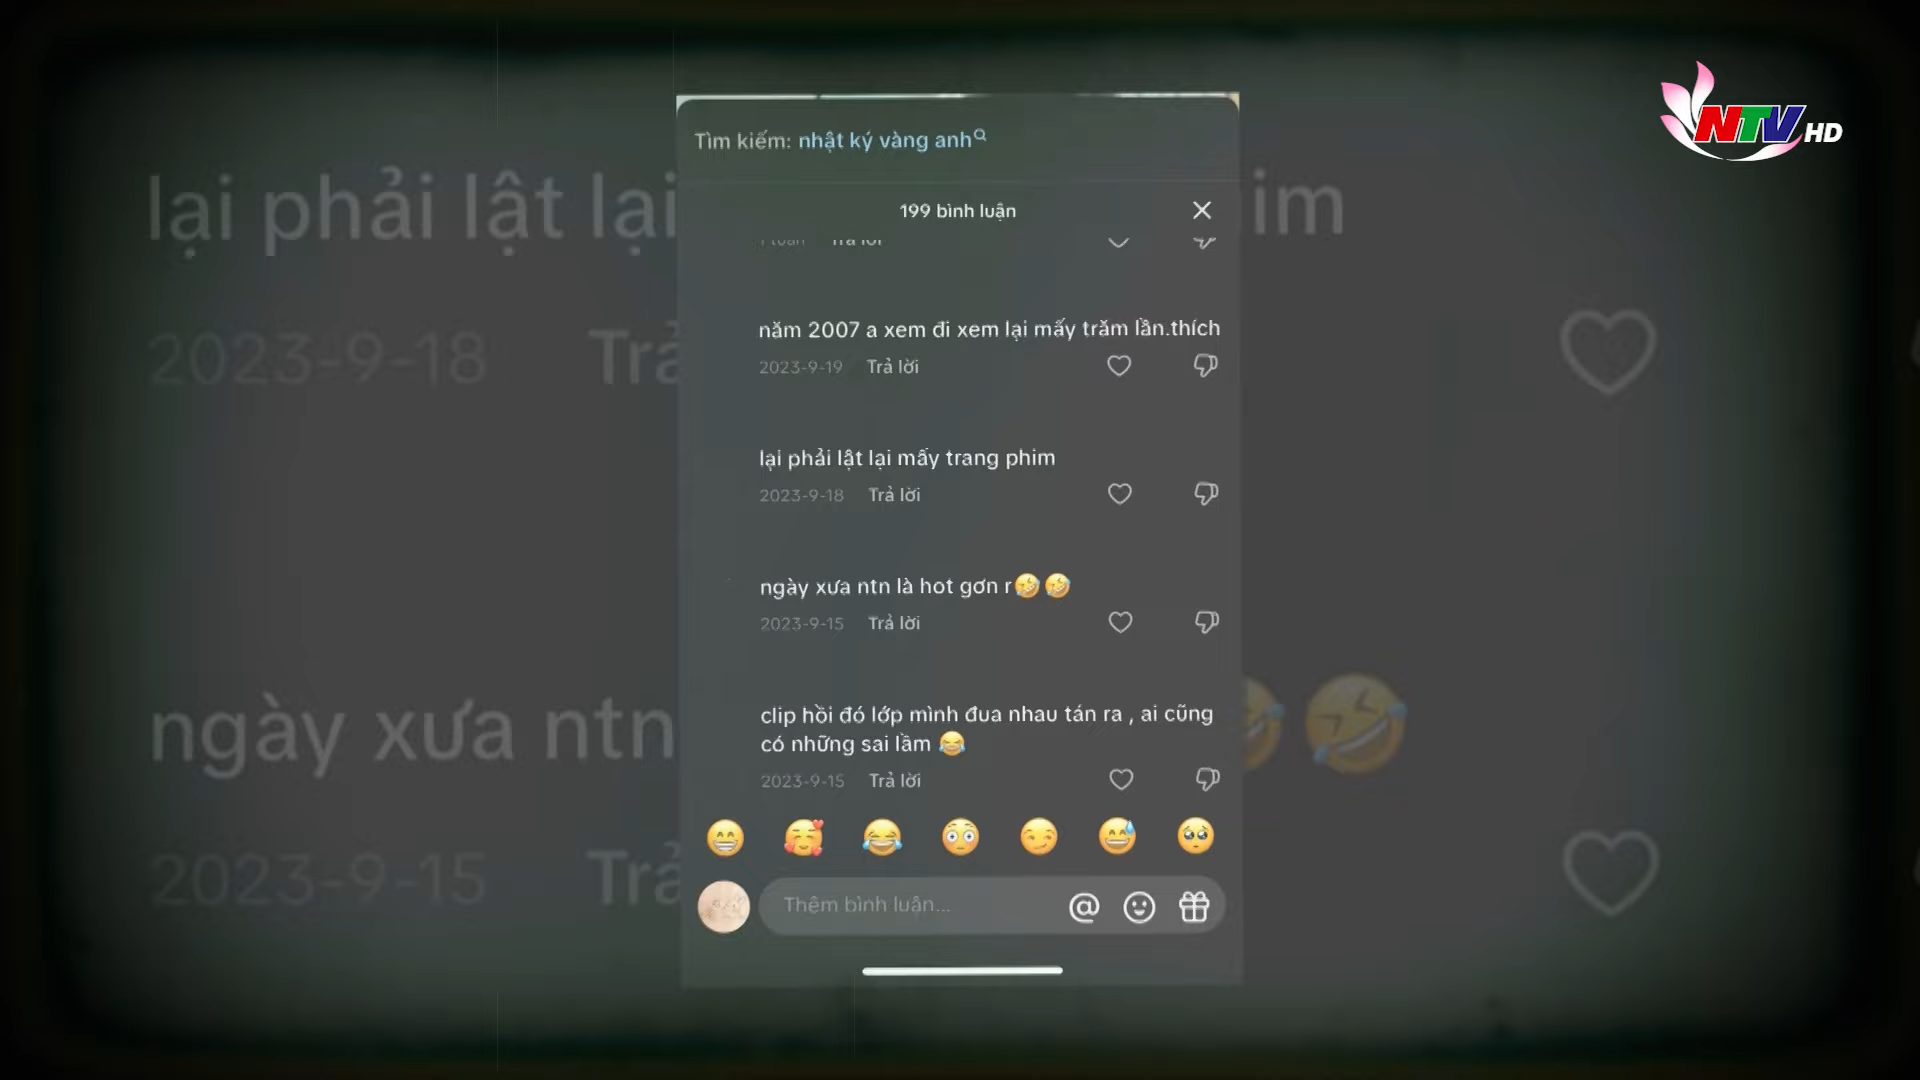 NTV HD
Tìm kiếm: nhật ký vàng anh
199 bình luận
Trả lời
năm 2007 a xem đi xem lại mấy trăm lần.thích
2023-9-19 Trả lời
lại phải lật lại mấy trang phim
2023-9-18 Trả lời
ngày xưa ntn là hot gơn r🤣🤣
2023-9-15 Trả lời
clip hồi đó lớp mình đua nhau tán ra , ai cũng
có những sai lầm 😂
2023-9-15 Trả lời
😁🥰😂😳😏😅🥺
Thêm bình luận...
lại phải lật lại im
2023-9-18 Trả
ngày xưa ntn 🤣
2023-9-15 Trả